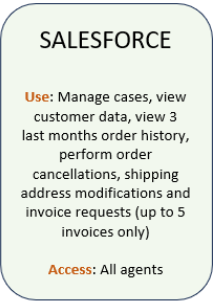 SALESFORCE
Use: Manage cases, view
customer data, view 3
last months order history,
perform order
cancellations, shipping
address modifications and
invoice requests (up to 5
invoices only)
Access: All agents